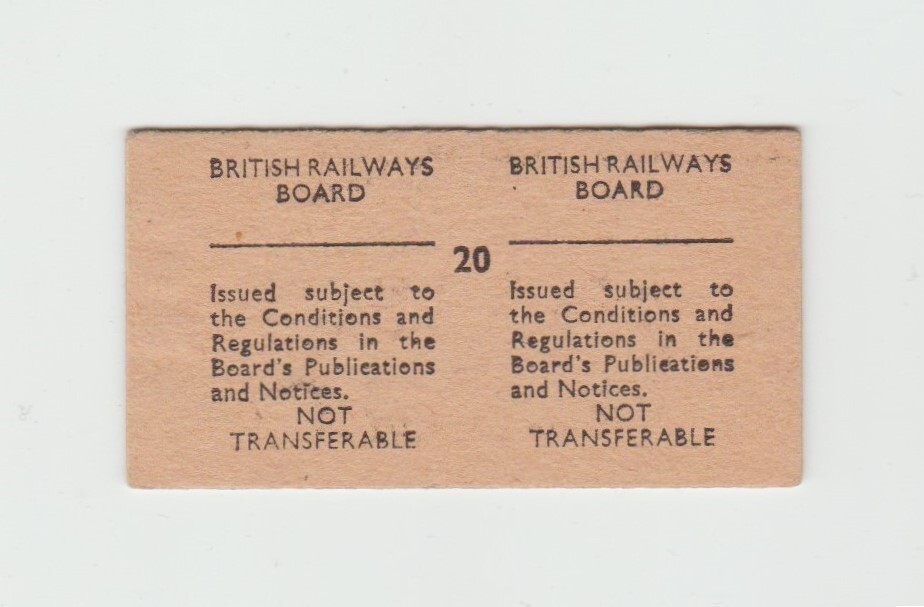 BRITISH RAILWAYS
BOARD
Issued subject to
the Conditions and
Regulations in the
Board's Publications
and Notices.
NOT
TRANSFERABLE
20
BRITISH RAILWAYS
BOARD
Issued subject to
the Conditions and
Regulations in the
Board's Publications
and Notices.
NOT
TRANSFERABLE